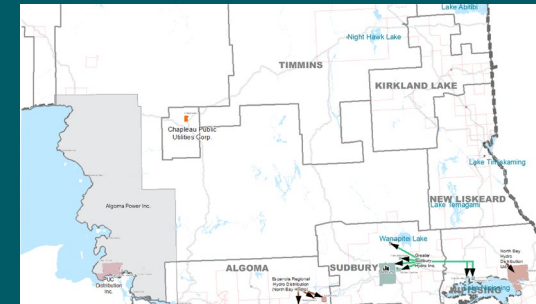 Lake Abitibi
Night Hawk Lake
TIMMINS
KIRKLAND LAKE
Chapleau Public
Utilities Corp.
Lake Timiskaming
Algoma Power Inc.
NEW LISKEARD
Lake Temagami
Wanapitei Lake
North Bay
Hydro
Distribution
Greater
Sudbury
Hydro Inc.
ALGOMA
SUDBURY
PUC
Distribution
Inc.
Espanola Regional
Hydro Distribution
(North Bay Hydro)
NIPISSING